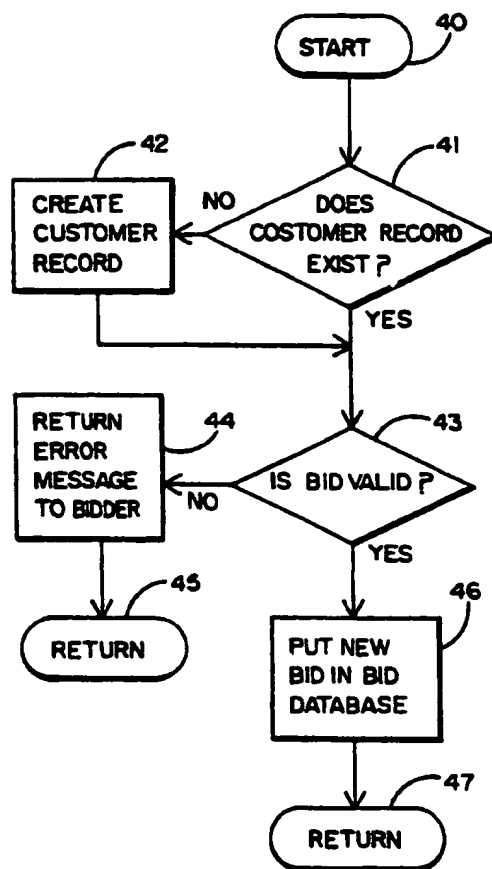 START
40
42
41
CREATE
CUSTOMER
RECORD
NO
DOES
COSTOMER RECORD
EXIST?
YES
RETURN
ERROR
MESSAGE
TO BIDDER
44
43
IS BID VALID?
NO
YES
45
RETURN
46
PUT NEW
BID IN BID
DATABASE
47
RETURN